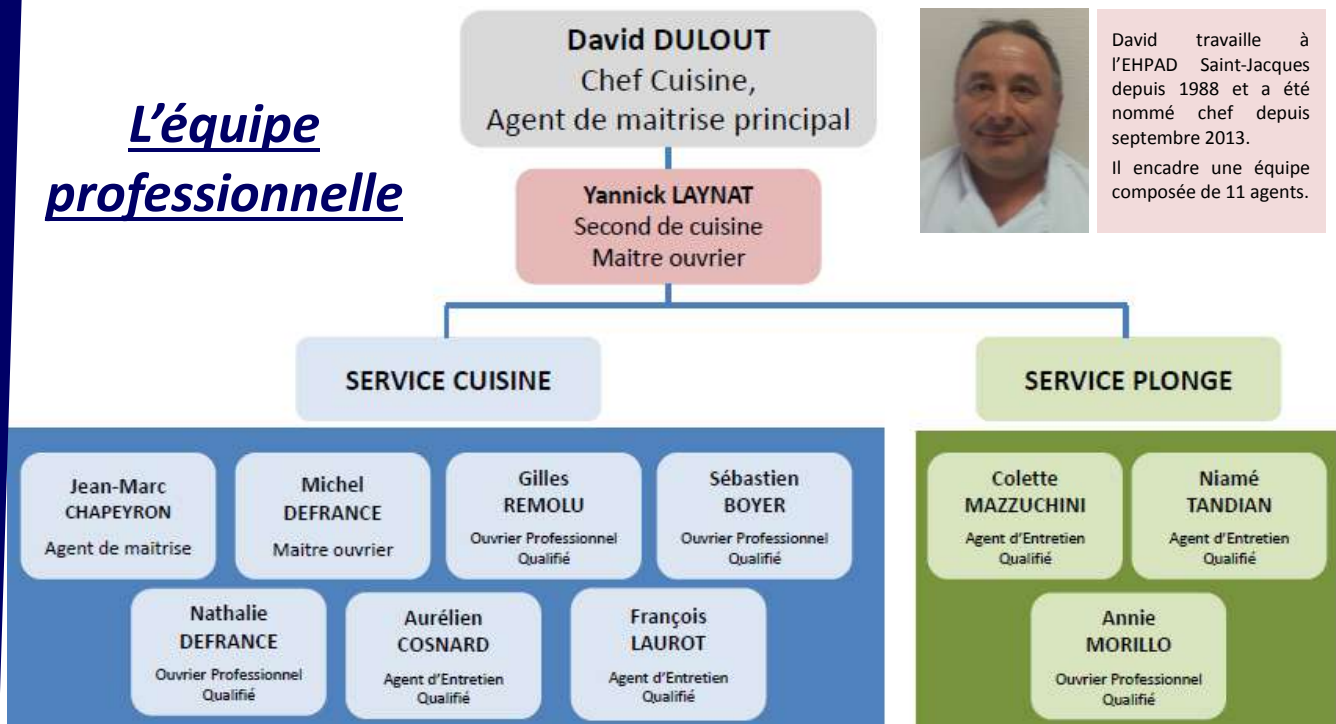 L'équipe
professionnelle
David DULOUT
Chef Cuisine,
Agent de maitrise principal
David travaille à
l'EHPAD Saint-Jacques
depuis 1988 et a été
nommé chef depuis
septembre 2013.
Il encadre une équipe
composée de 11 agents.
Yannick LAYNAT
Second de cuisine
Maitre ouvrier
SERVICE CUISINE
Jean-Marc
CHAPEYRON
Agent de maitrise
Michel
DEFRANCE
Maitre ouvrier
Gilles
REMOLU
Ouvrier Professionnel
Qualifié
Sébastien
BOYER
Ouvrier Professionnel
Qualifié
Nathalie
DEFRANCE
Ouvrier Professionnel
Qualifié
Aurélien
COSNARD
Agent d'Entretien
Qualifié
François
LAUROT
Agent d'Entretien
Qualifié
SERVICE PLONGE
Colette
MAZZUCHINI
Agent d'Entretien
Qualifié
Niamé
TANDIAN
Agent d'Entretien
Qualifié
Annie
MORILLO
Ouvrier Professionnel
Qualifié